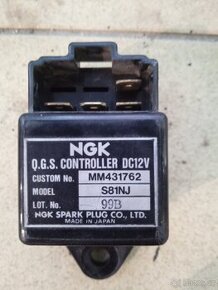 NGK
Q.G.S. CONTROLLER DC12V
CUSTOM No. MM431762
MODEL S81NJ
LOT. No. 99B
NGK SPARK PLUG CO., LTD.
MADE IN JAPAN